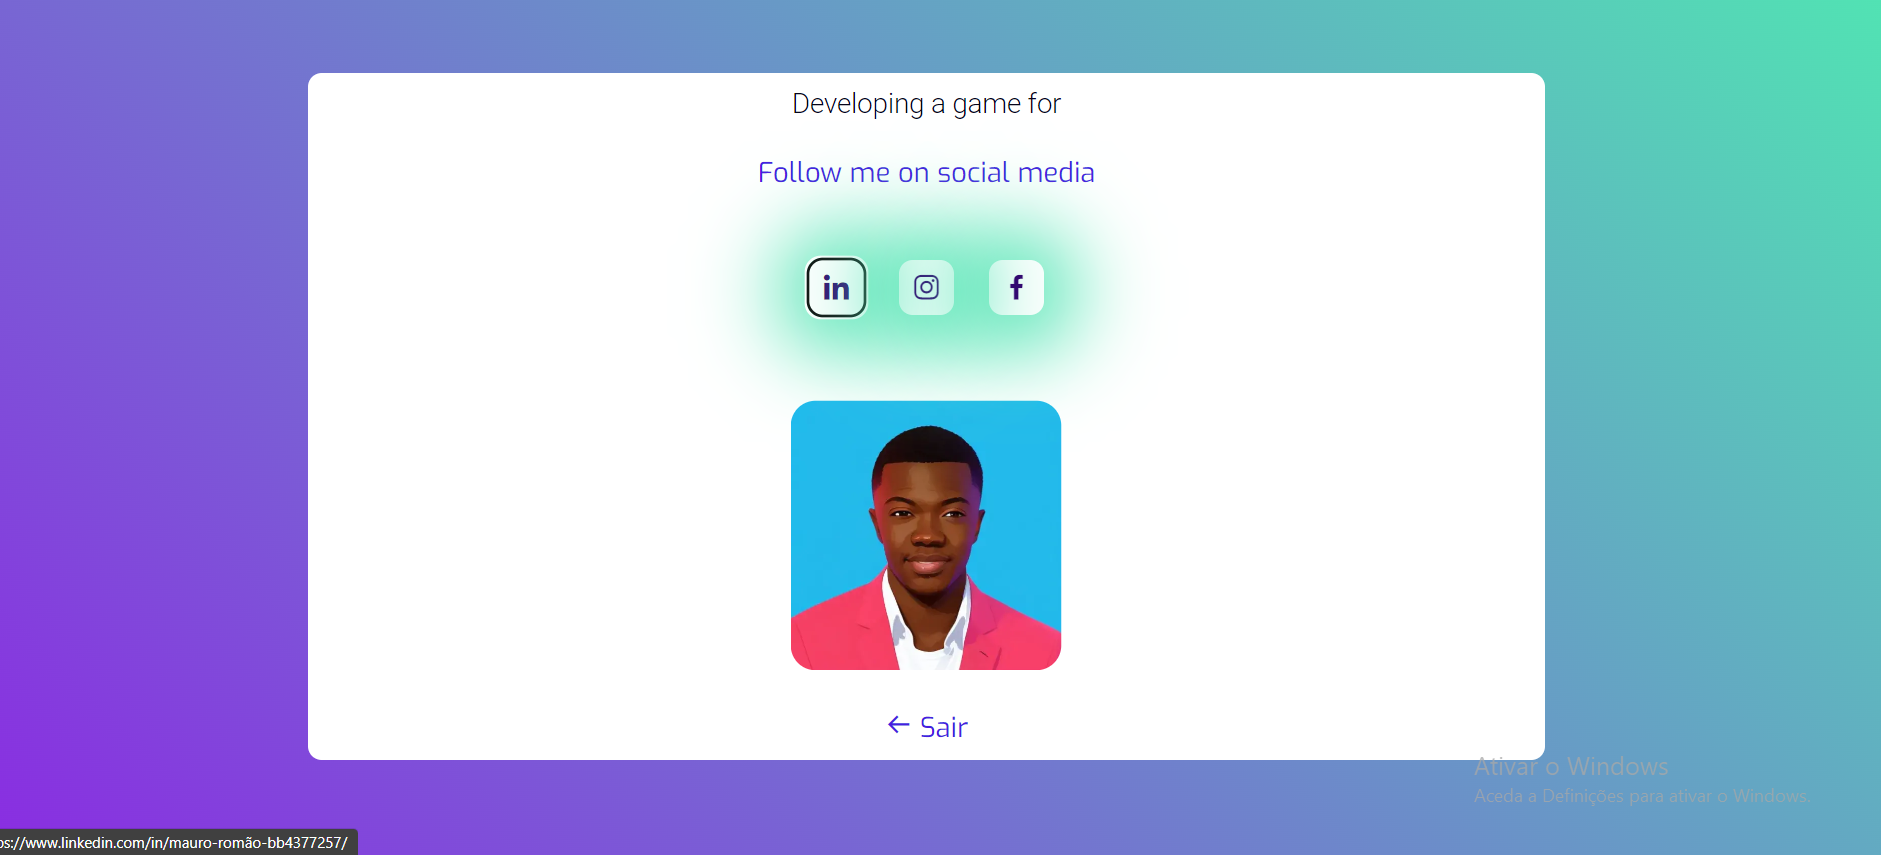 Developing a game for
Follow me on social media
in
f
← Sair
Ativar o Windows
Aceda a Definições para ativar o Windows.
ps://www.linkedin.com/in/mauro-romão-bb4377257/